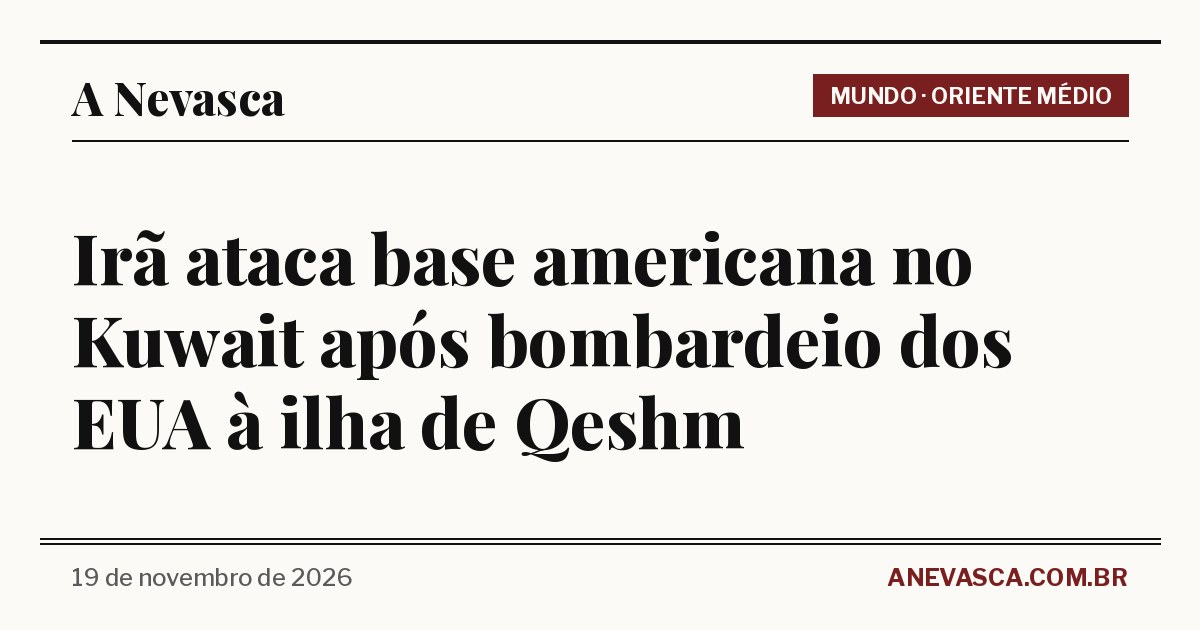 A Nevasca
MUNDO · ORIENTE MÉDIO
Irã ataca base americana no
Kuwait após bombardeio dos
EUA à ilha de Qeshm
19 de novembro de 2026
ANEVASCA.COM.BR